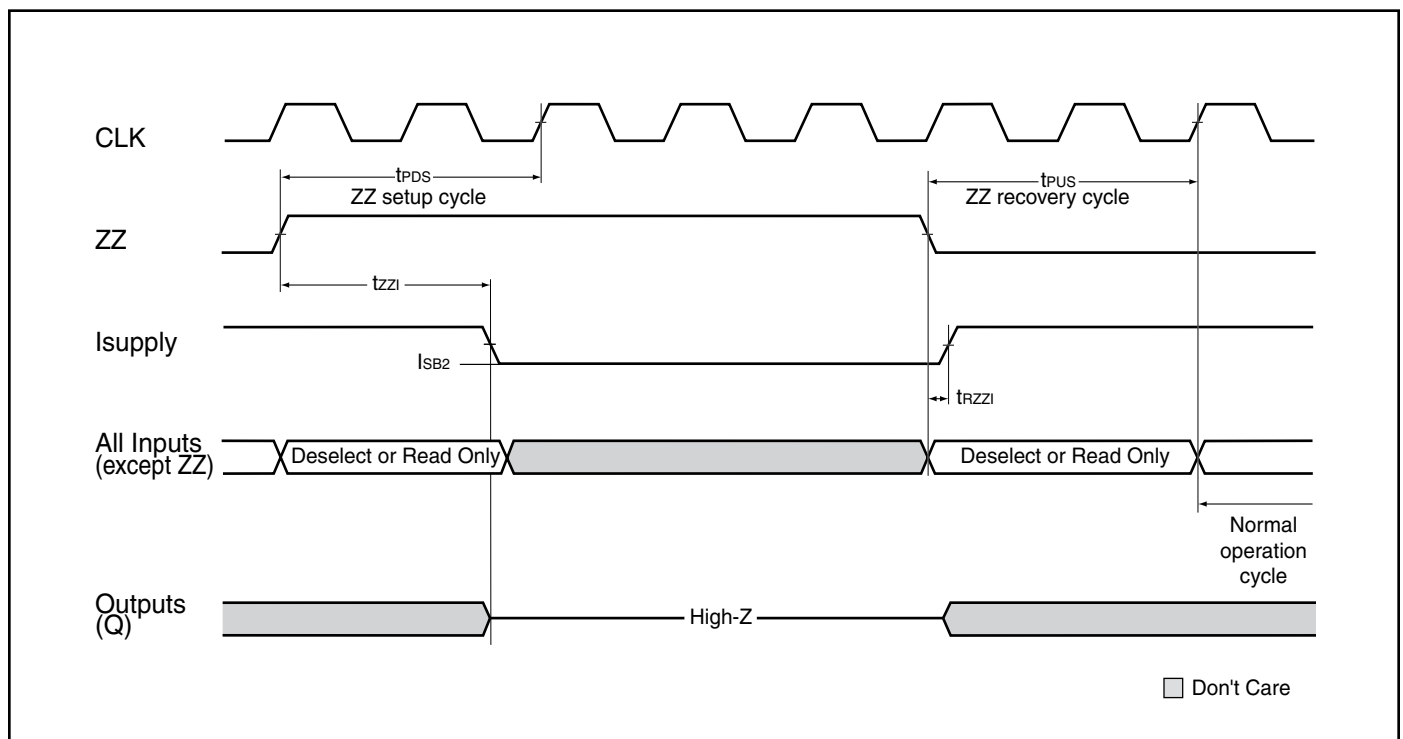 CLK
tPDS
ZZ setup cycle
tPUS
ZZ recovery cycle
ZZ
tZZI
Isupply
ISB2
tRZZI
All Inputs
(except ZZ)
Deselect or Read Only
Deselect or Read Only
Normal
operation
cycle
Outputs
(Q)
High-Z
Don't Care